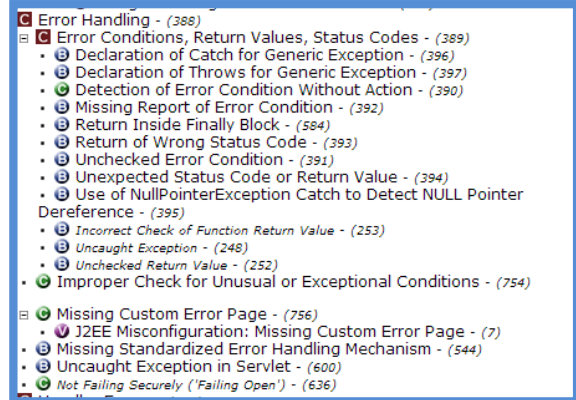 C Error Handling - (388)
C Error Conditions, Return Values, Status Codes - (389)
B Declaration of Catch for Generic Exception - (396)
B Declaration of Throws for Generic Exception - (397)
C Detection of Error Condition Without Action - (390)
B Missing Report of Error Condition - (392)
B Return Inside Finally Block - (584)
B Return of Wrong Status Code - (393)
B Unchecked Error Condition - (391)
B Unexpected Status Code or Return Value - (394)
B Use of NullPointerException Catch to Detect NULL Pointer
Dereference - (395)
B Incorrect Check of Function Return Value - (253)
B Uncaught Exception - (248)
B Unchecked Return Value - (252)
C Improper Check for Unusual or Exceptional Conditions - (754)
C Missing Custom Error Page - (756)
V J2EE Misconfiguration: Missing Custom Error Page - (7)
B Missing Standardized Error Handling Mechanism - (544)
B Uncaught Exception in Servlet - (600)
C Not Failing Securely ('Failing Open') - (636)